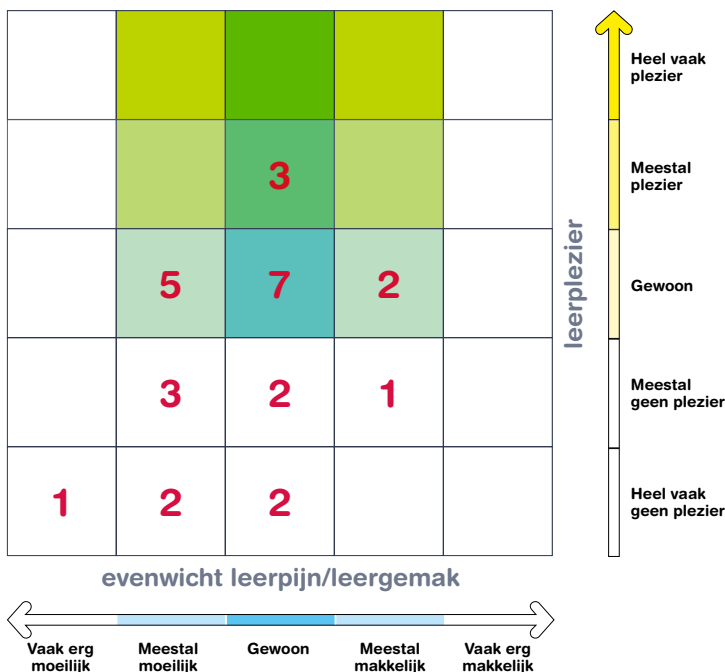 Heel vaak
plezier
3
Meestal
plezier
5 7 2
leerplezier
Gewoon
3 2 1
Meestal
geen plezier
1 2 2
Heel vaak
geen plezier
evenwicht leerpijn/leergemak
Vaak erg
moeilijk
Meestal
moeilijk
Gewoon
Meestal
makkelijk
Vaak erg
makkelijk